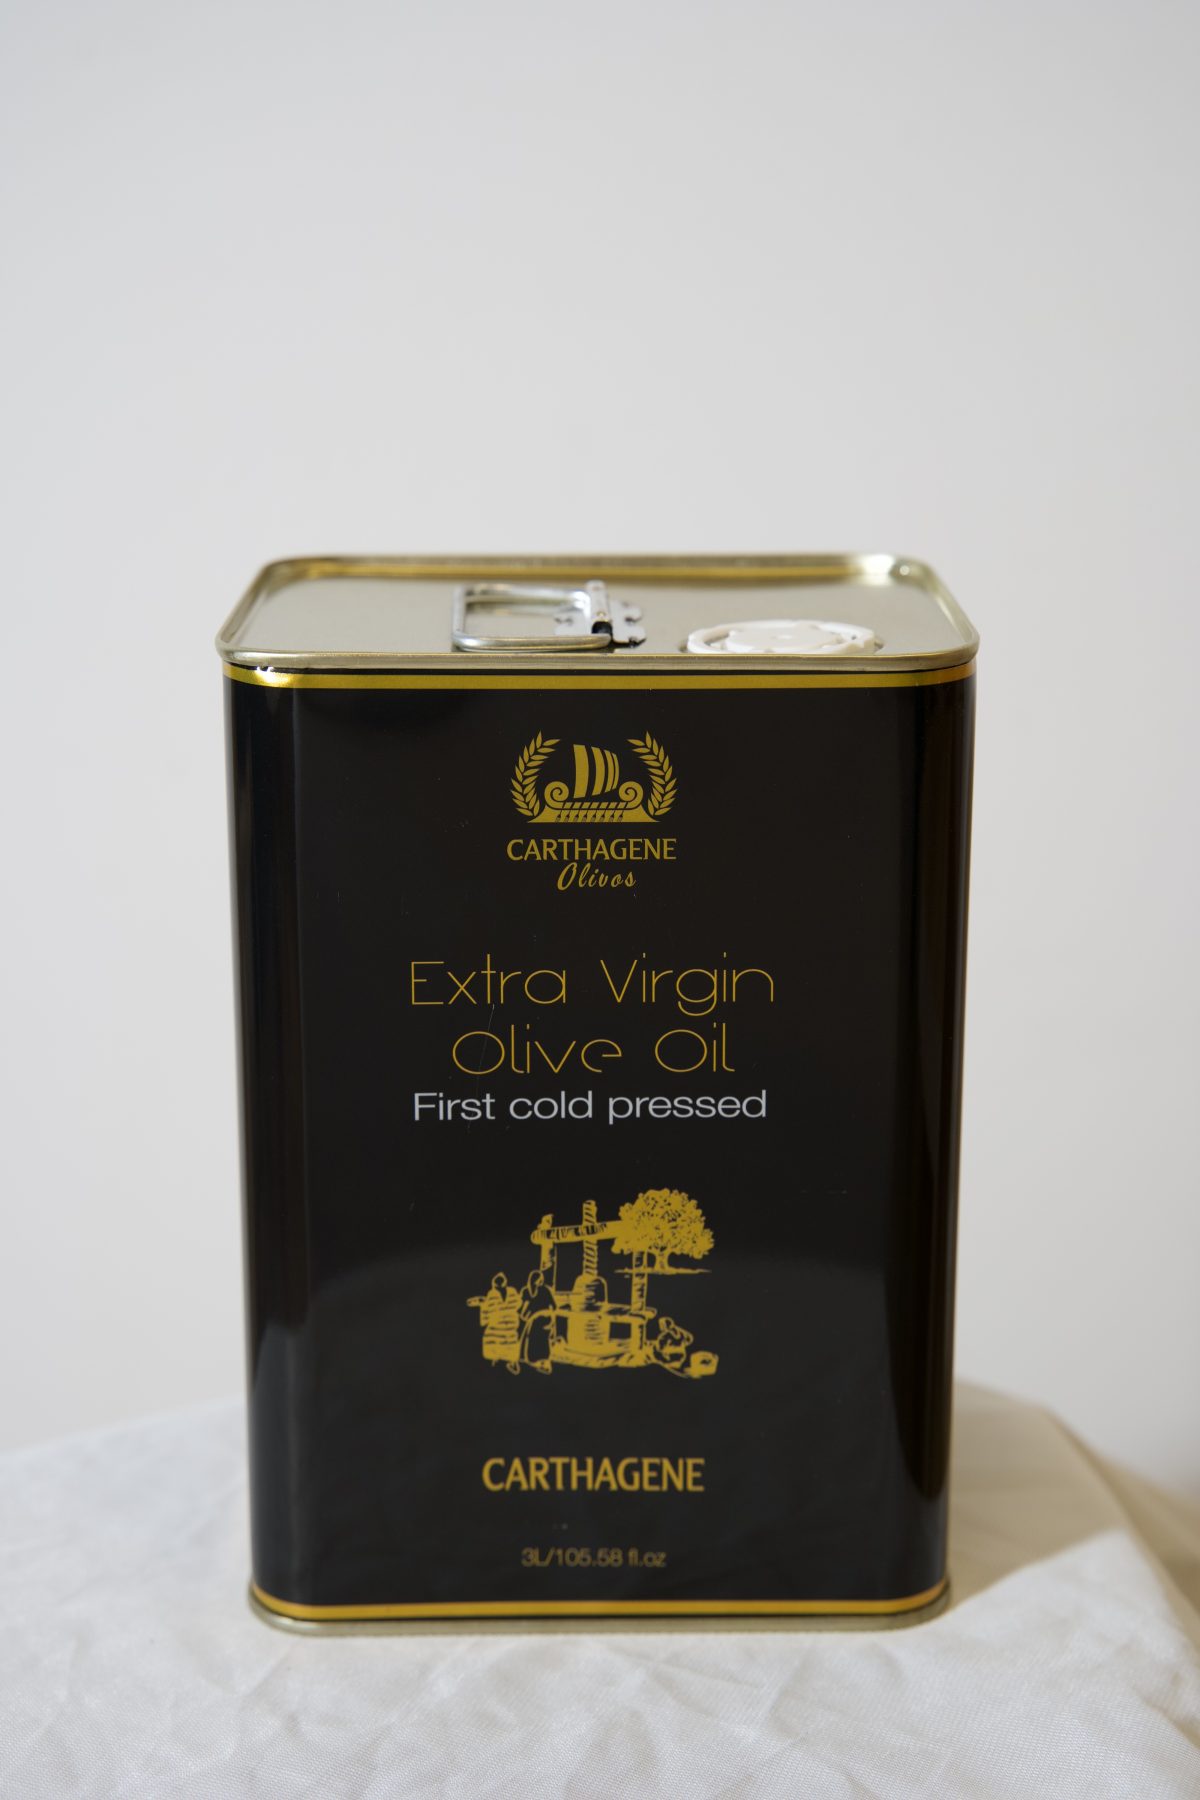 CARTHAGENE
Olivos
Extra Virgin
Olive Oil
First cold pressed
CARTHAGENE
3L/105.58 fl.oz